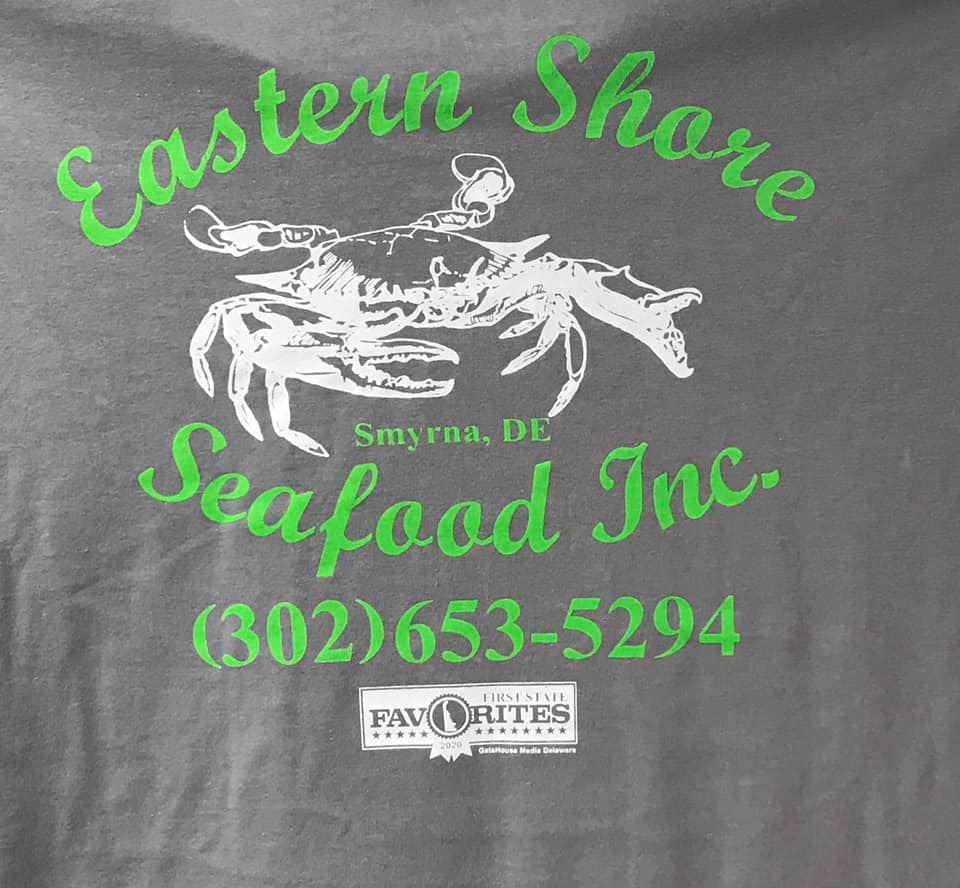 Eastern Shore
Smyrna, DE
Seafood Inc.
(302)653-5294
FIRST STATE
FAVORITES
2020
GateHouse Media Delaware